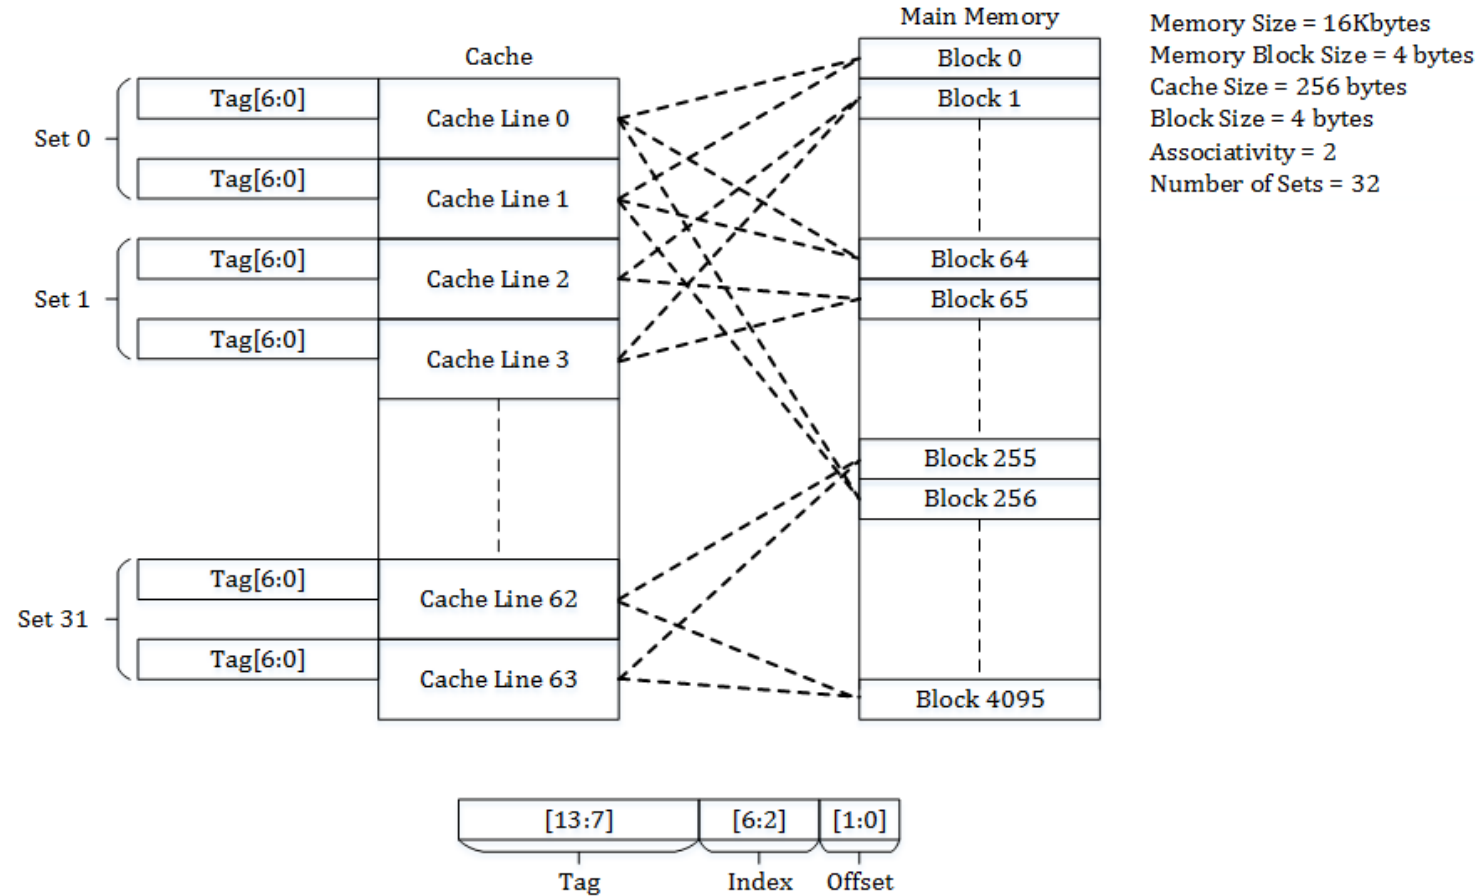 Main Memory
Memory Size = 16Kbytes
Memory Block Size = 4 bytes
Cache Size = 256 bytes
Block Size = 4 bytes
Associativity = 2
Number of Sets = 32
Cache
Set 0
Tag[6:0]
Cache Line 0
Tag[6:0]
Cache Line 1
Set 1
Tag[6:0]
Cache Line 2
Tag[6:0]
Cache Line 3
Set 31
Tag[6:0]
Cache Line 62
Tag[6:0]
Cache Line 63
Block 0
Block 1
Block 64
Block 65
Block 255
Block 256
Block 4095
[13:7] [6:2] [1:0]
Tag Index Offset